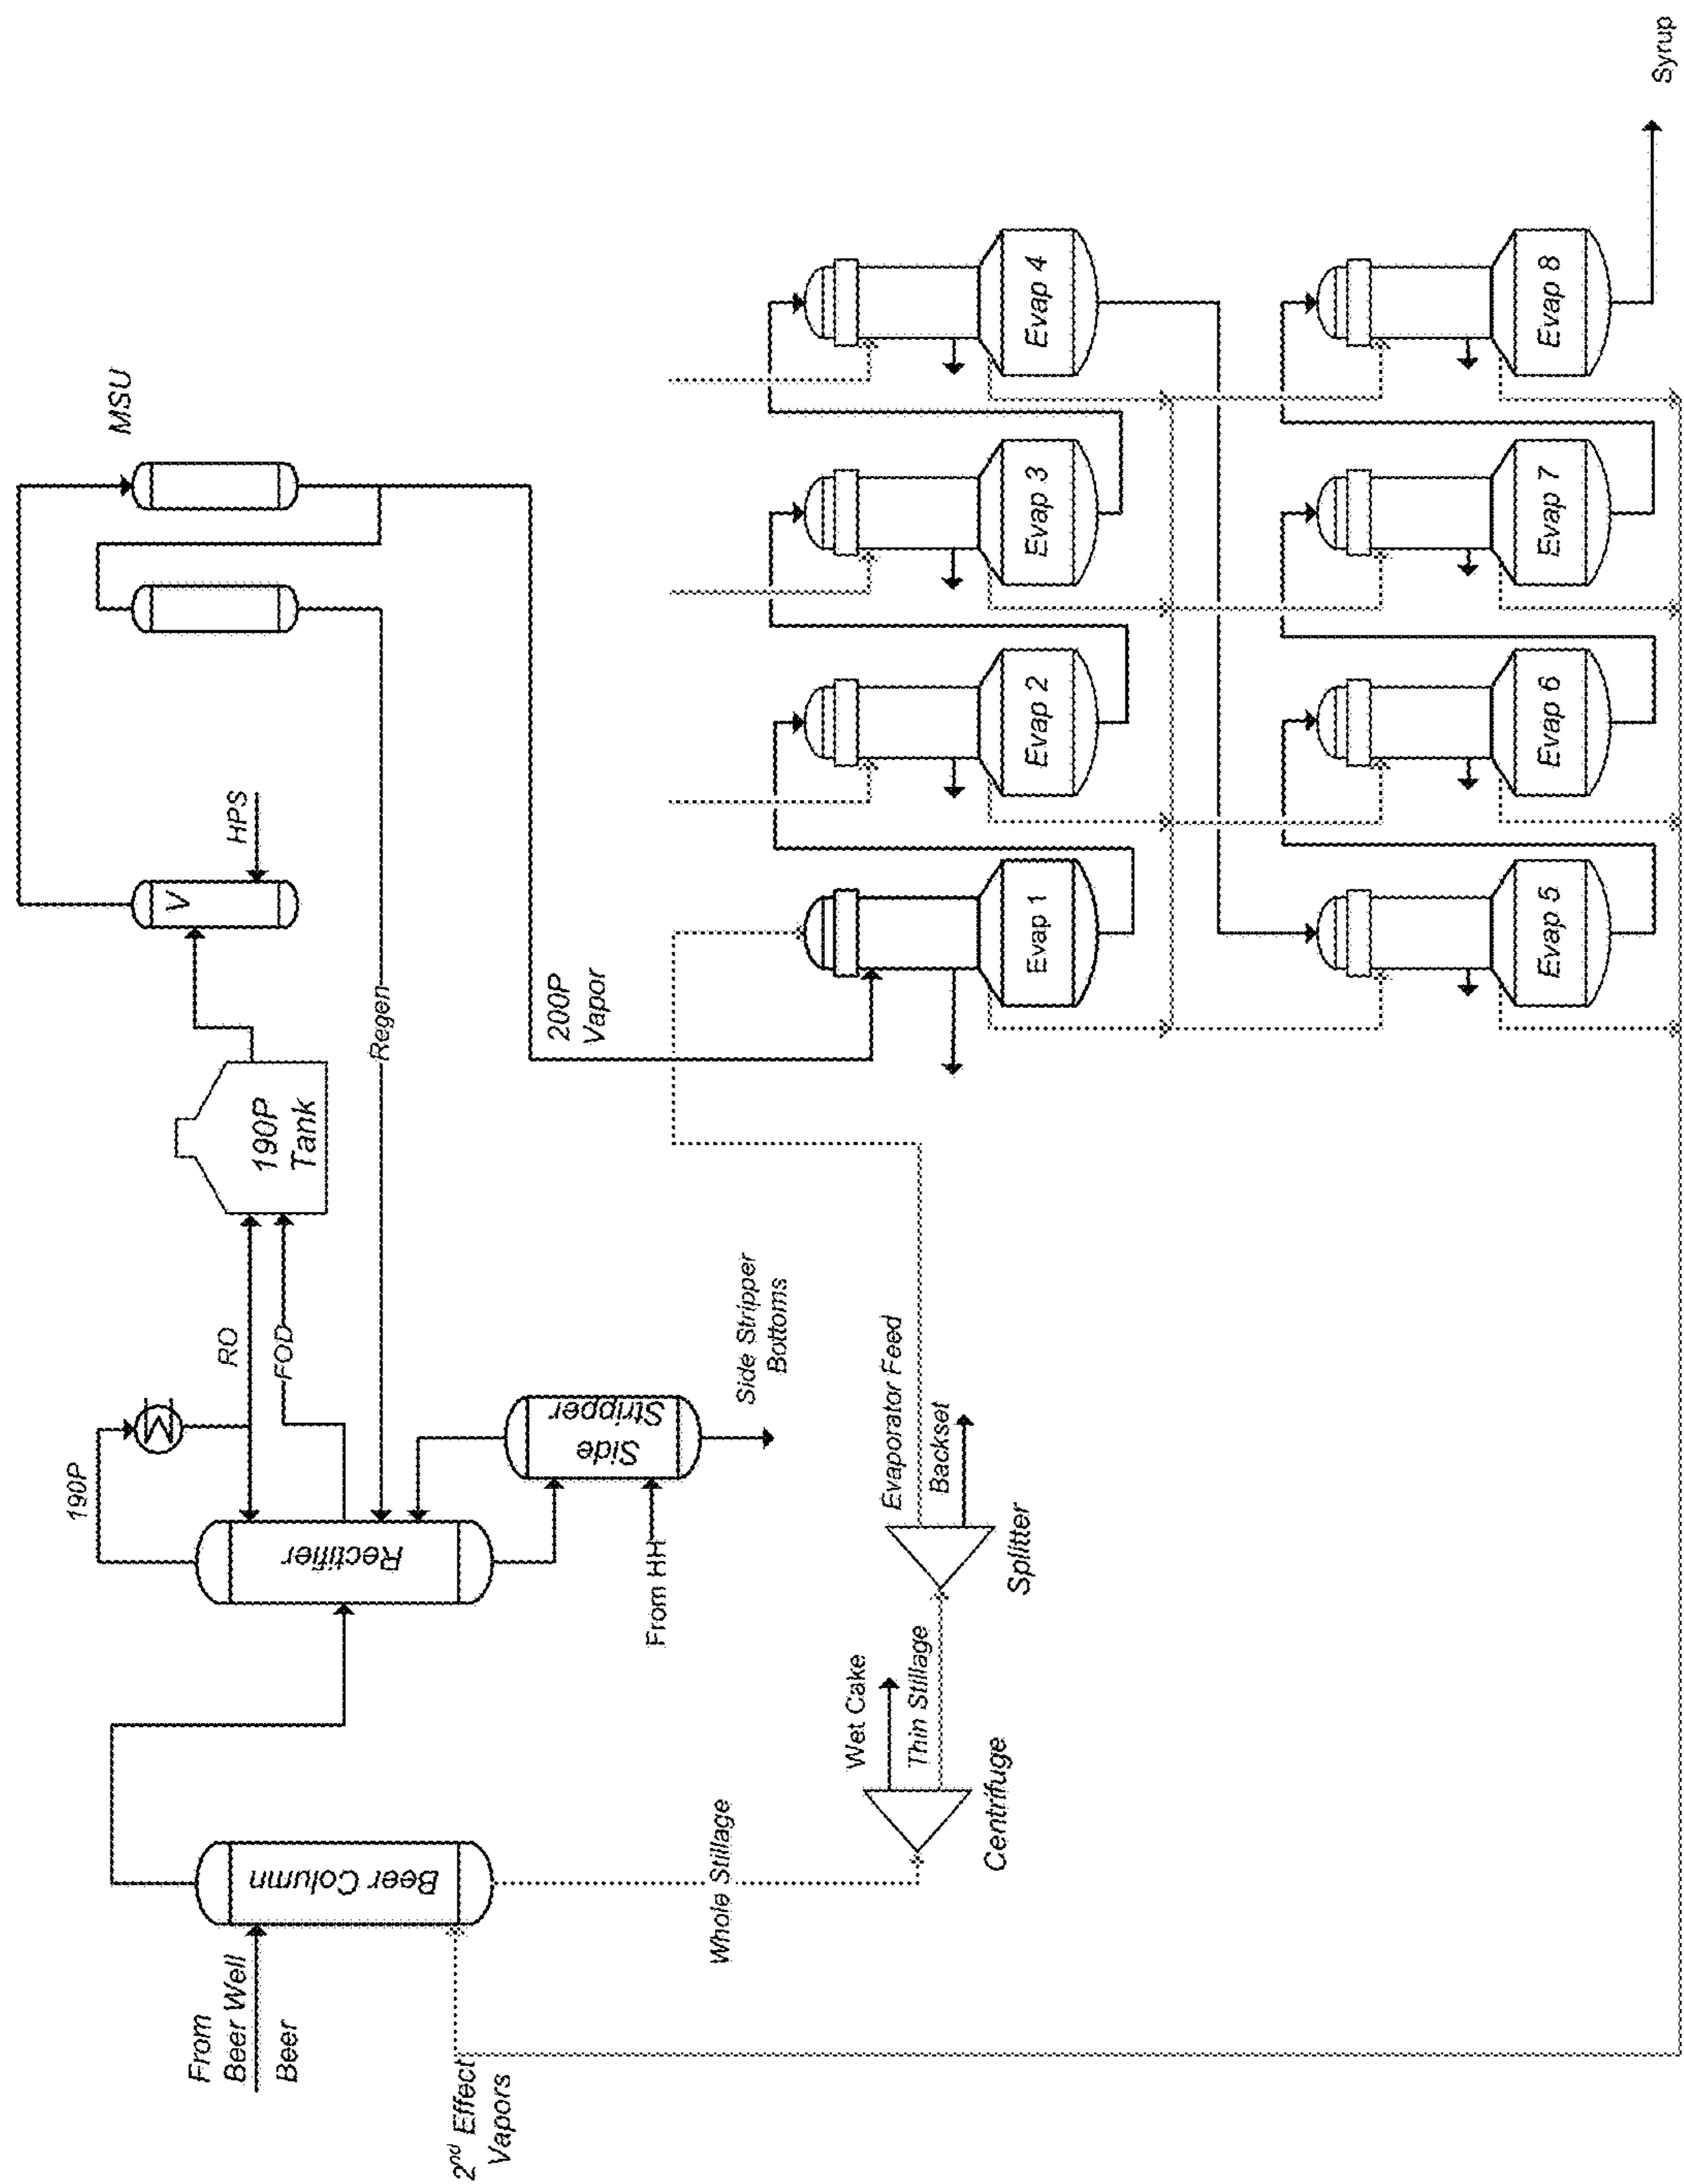 From
Beer Well
Beer
2nd Effect
Vapors
Beer Column
190P
Rectifier
RO
FOD
190P
Tank
V
HPS
MSU
Regen
Side
Stripper
From HH
Side Stripper
Bottoms
200P
Vapor
Whole Stillage
Centrifuge
Wet Cake
Thin Stillage
Splitter
Evaporator Feed
Backset
Evap 1
Evap 2
Evap 3
Evap 4
Evap 5
Evap 6
Evap 7
Evap 8
Syrup